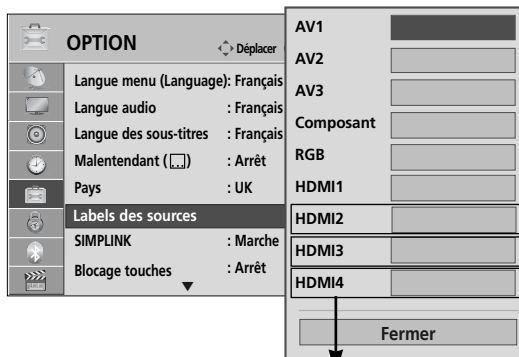 OPTION
Déplacer
Langue menu (Language): Français
Langue audio : Français
Langue des sous-titres : Français
Malentendant ( ) : Arrêt
Pays : UK
Labels des sources
SIMPLINK : Marche
Blocage touches : Arrêt
AV1
AV2
AV3
Composant
RGB
HDMI1
HDMI2
HDMI3
HDMI4
Fermer